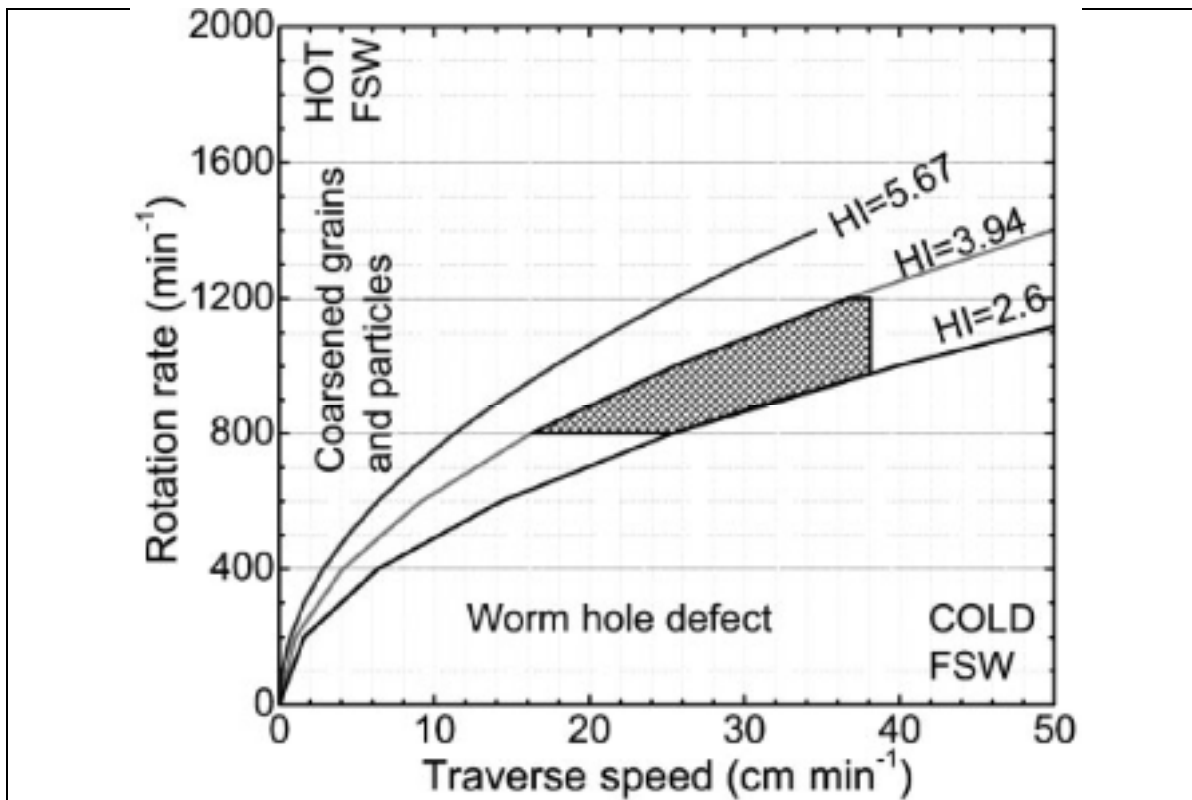 2000
1600
1200
800
400
0
Rotation rate (min⁻¹)
HOT
FSW
Coarsened grains
and particles
HI=5.67
HI=3.94
HI=2.6
Worm hole defect
COLD
FSW
0 10 20 30 40 50
Traverse speed (cm min⁻¹)